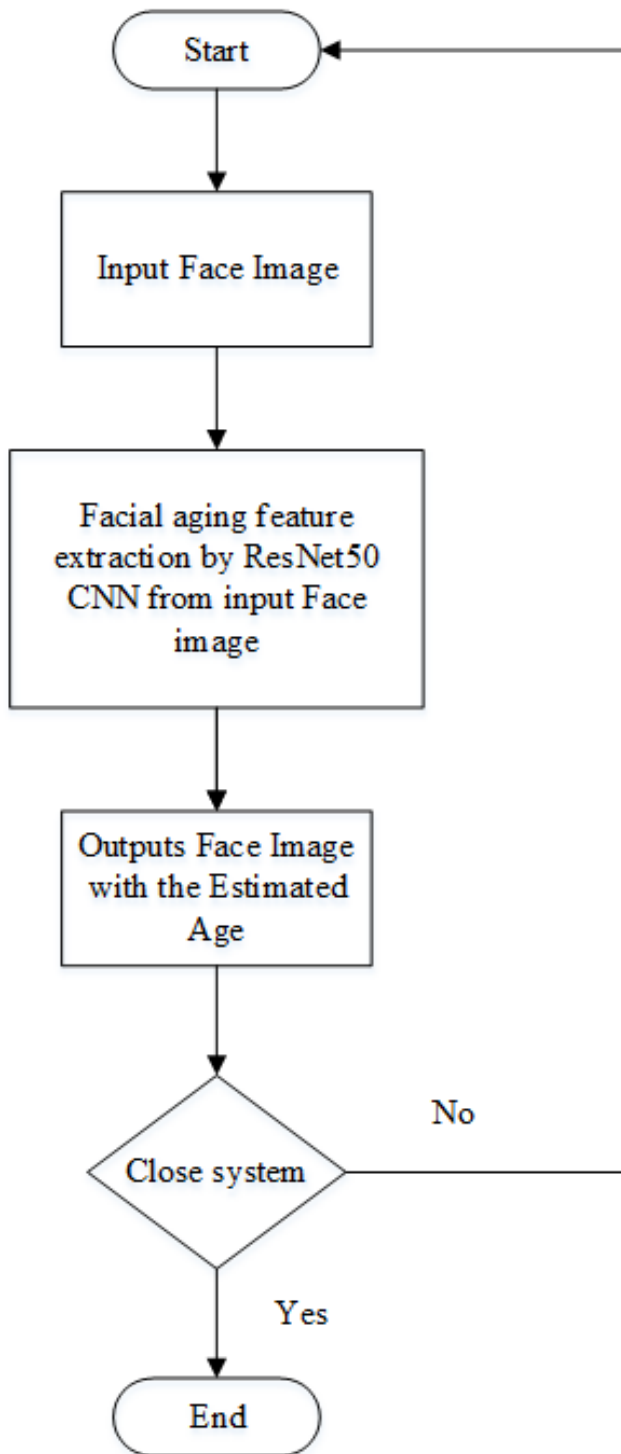 Start
Input Face Image
Facial aging feature
extraction by ResNet50
CNN from input Face
image
Outputs Face Image
with the Estimated
Age
No
Close system
Yes
End